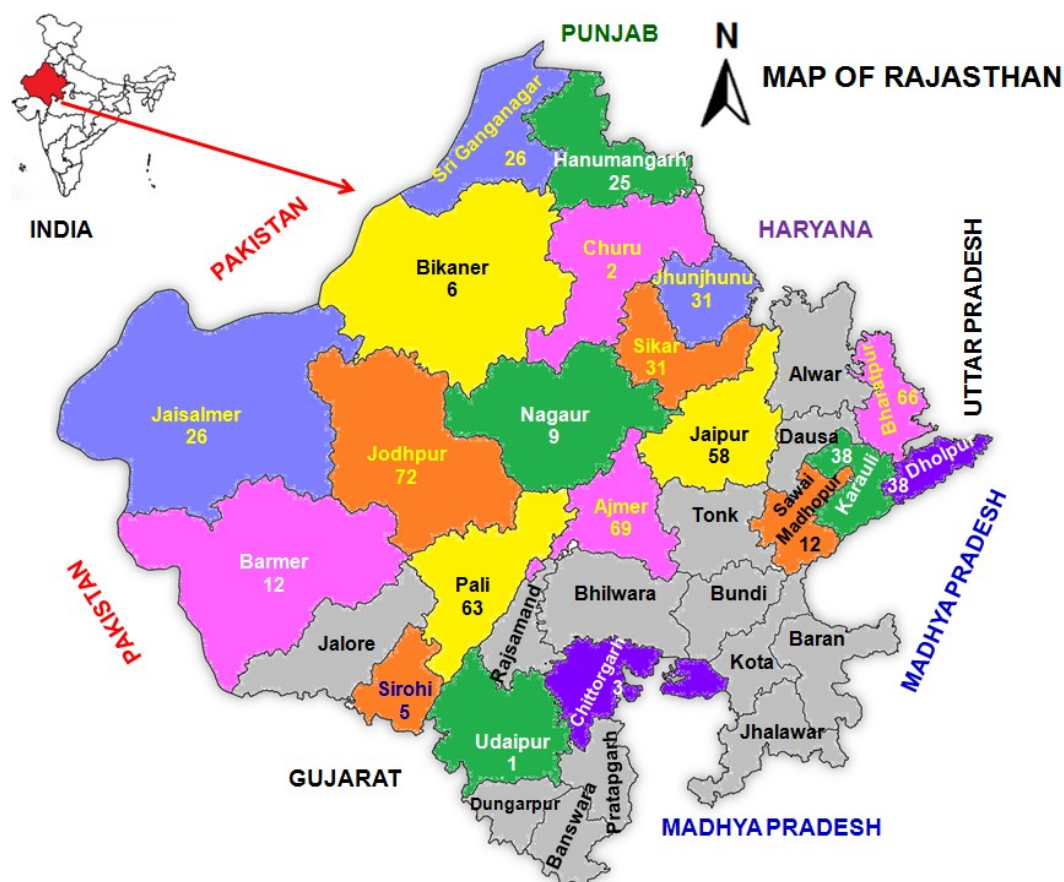 PUNJAB
N
MAP OF RAJASTHAN
INDIA
PAKISTAN
HARYANA
UTTAR PRADESH
Sri Ganganagar
26
Hanumangarh
25
Churu
2
Bikaner
6
Jhunjhunu
31
Sikar
31
Alwar
Bharatpur
66
Jaisalmer
26
Jodhpur
72
Nagaur
9
Jaipur
58
Dausa
38
Karauli
Dholpur
38
Sawai
Madhopur
12
Ajmer
69
Tonk
Barmer
12
Pali
63
Rajsamand
Bhilwara
Bundi
Baran
Kota
Jalore
PAKISTAN
MADHYA PRADESH
Sirohi
5
Chittorgarh
3
Jhalawar
Udaipur
1
GUJARAT
Dungarpur
Banswara
Pratapgarh
MADHYA PRADESH